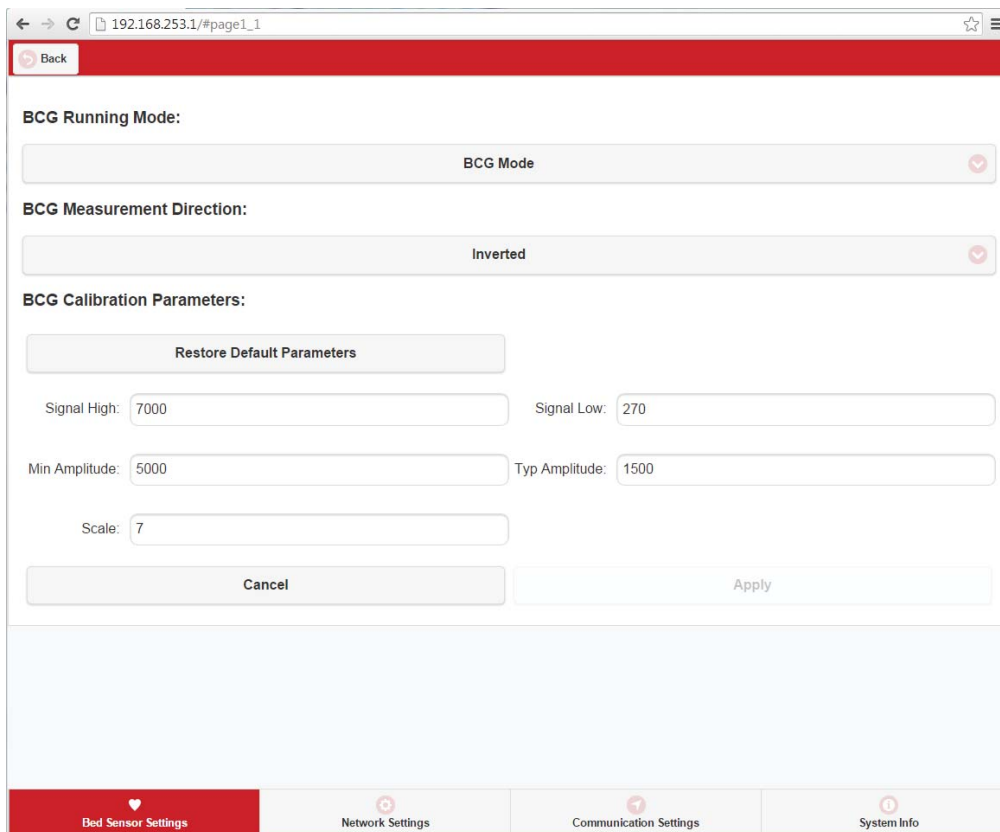 192.168.253.1/#page1_1
Back
BCG Running Mode:
BCG Mode
BCG Measurement Direction:
Inverted
BCG Calibration Parameters:
Restore Default Parameters
Signal High: 7000 Signal Low: 270
Min Amplitude: 5000 Typ Amplitude: 1500
Scale: 7
Cancel Apply
Bed Sensor Settings Network Settings Communication Settings System Info